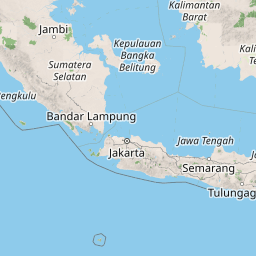 Kalimantan
Barat
Jambi
Kepulauan
Bangka
Belitung
Sumatera
Selatan
engkulu
Bandar Lampung
Jakarta
Jawa Tengah
Semarang
Tulungag